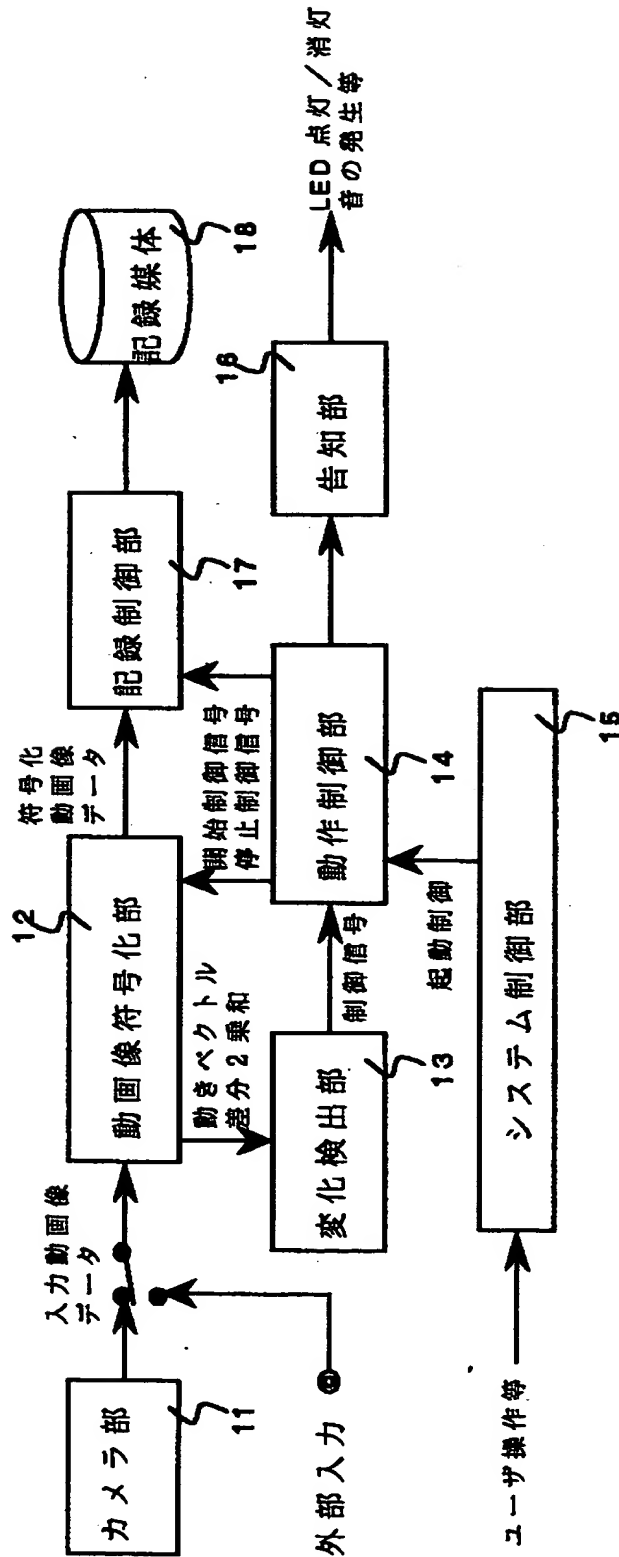 カメラ部
11
入力動画像
データ
外部入力
動画像符号化部
12
動きベクトル
差分2乗和
符号化
動画像
データ
変化検出部
13
制御信号
開始制御信号
停止制御信号
動作制御部
14
記録制御部
17
記録媒体
18
告知部
16
LED点灯／消灯
音の発生等
ユーザ操作等
システム制御部
15
起動制御